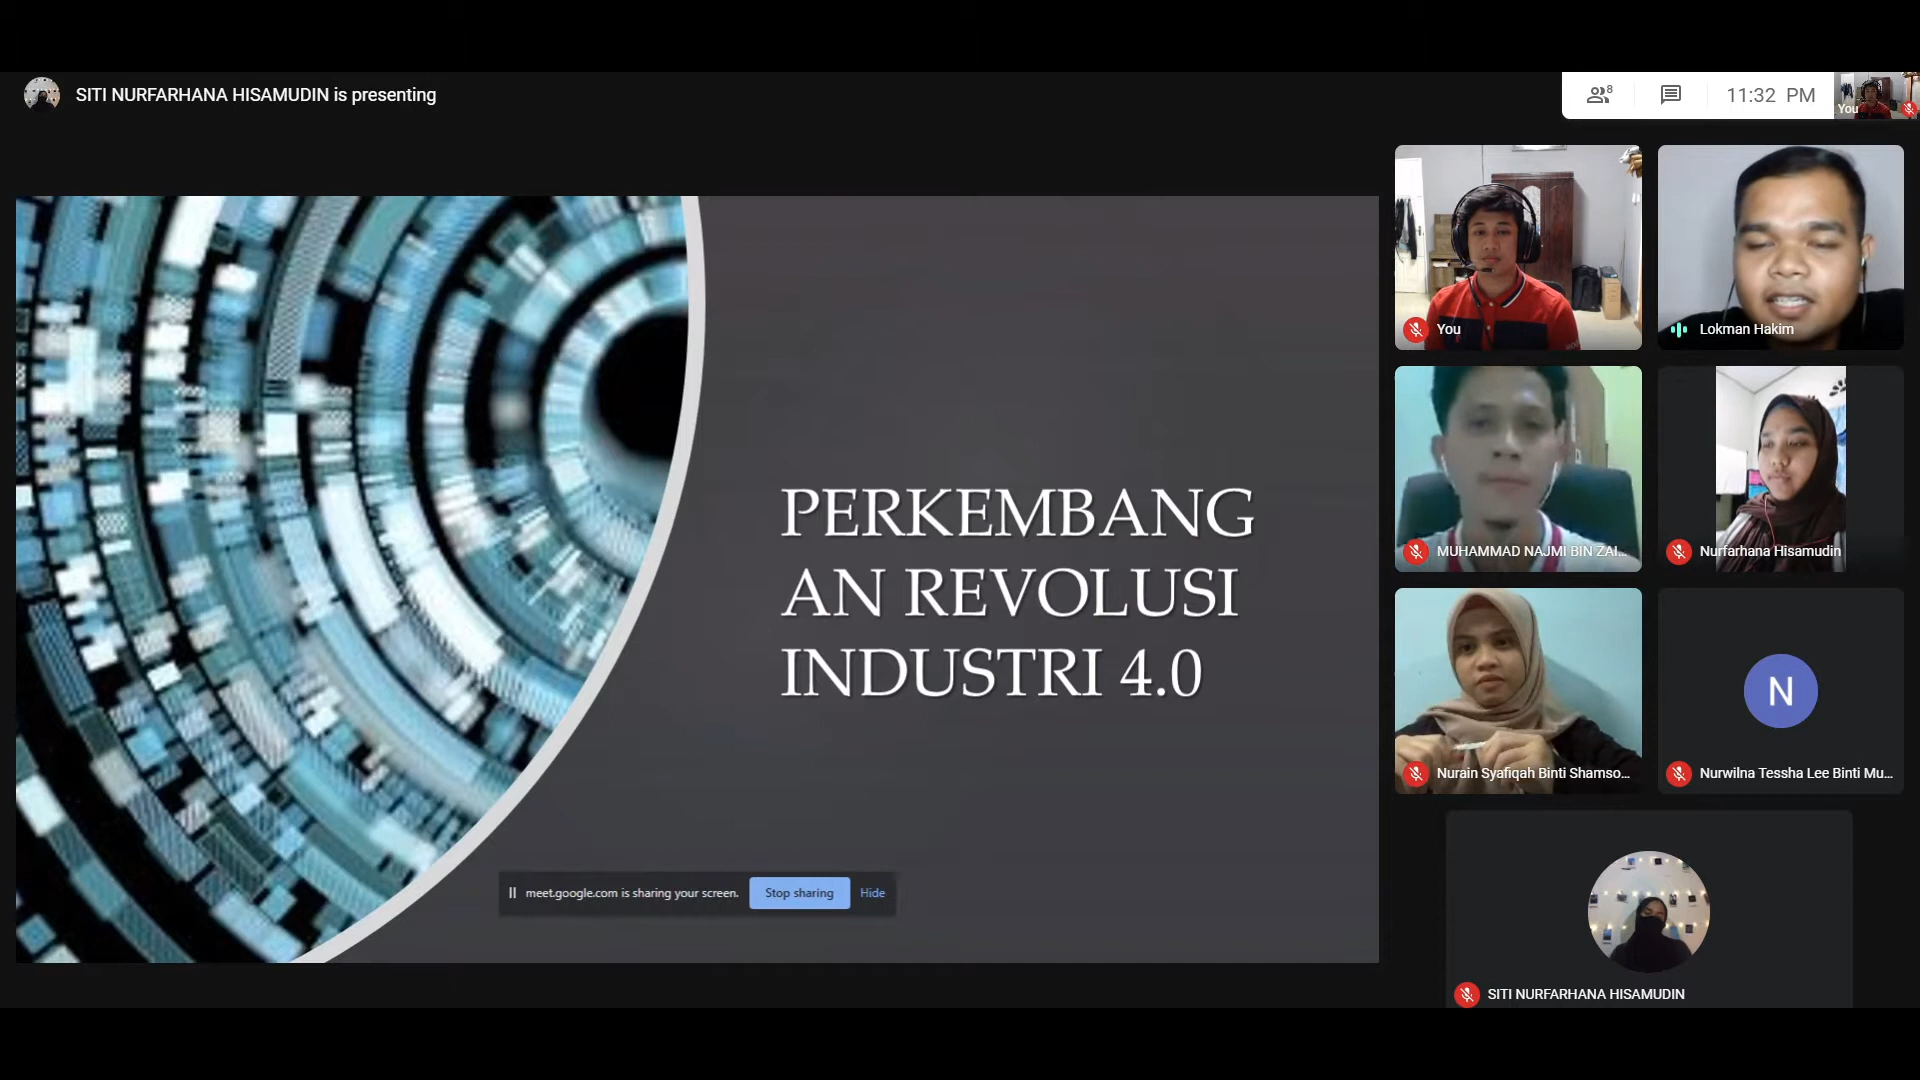 SITI NURFARHANA HISAMUDIN is presenting
8
11:32 PM
You
PERKEMBANG
AN REVOLUSI
INDUSTRI 4.0
meet.google.com is sharing your screen.
Stop sharing
Hide
You
Lokman Hakim
MUHAMMAD NAJMI BIN ZAI...
Nurfarhana Hisamudin
Nurain Syafiqah Binti Shamso...
N
Nurwilna Tessha Lee Binti Mu...
SITI NURFARHANA HISAMUDIN